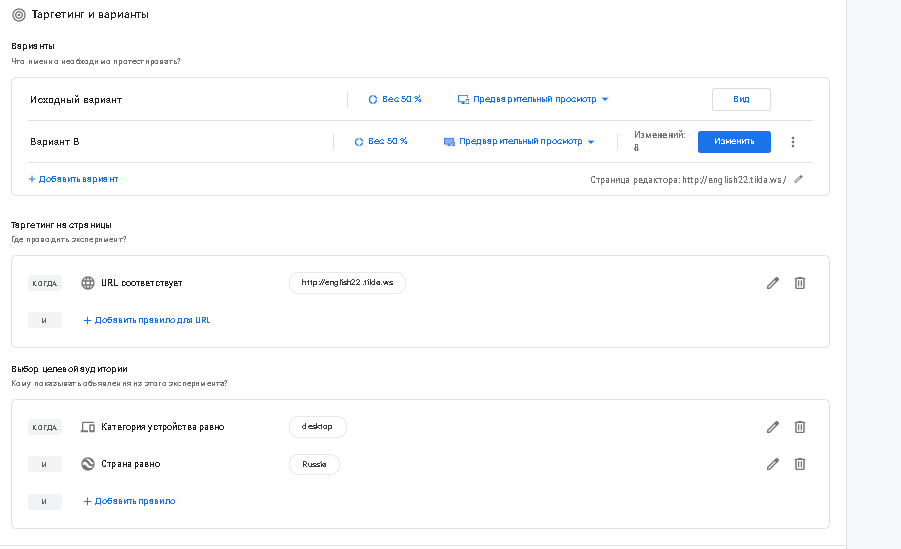 Таргетинг и варианты
Варианты
Что именно необходимо протестировать?
Исходный вариант Вес 50 % Предварительный просмотр Вид
Вариант B Вес 50 % Предварительный просмотр Изменений: 8 Изменить
+ Добавить вариант Страница редактора: http://english22.tilda.ws/
Таргетинг на страницы
Где проводить эксперимент?
КОГДА URL соответствует http://english22.tilda.ws
И + Добавить правило для URL
Выбор целевой аудитории
Кому показывать объявления из этого эксперимента?
КОГДА Категория устройства равно desktop
И Страна равно Russia
И + Добавить правило